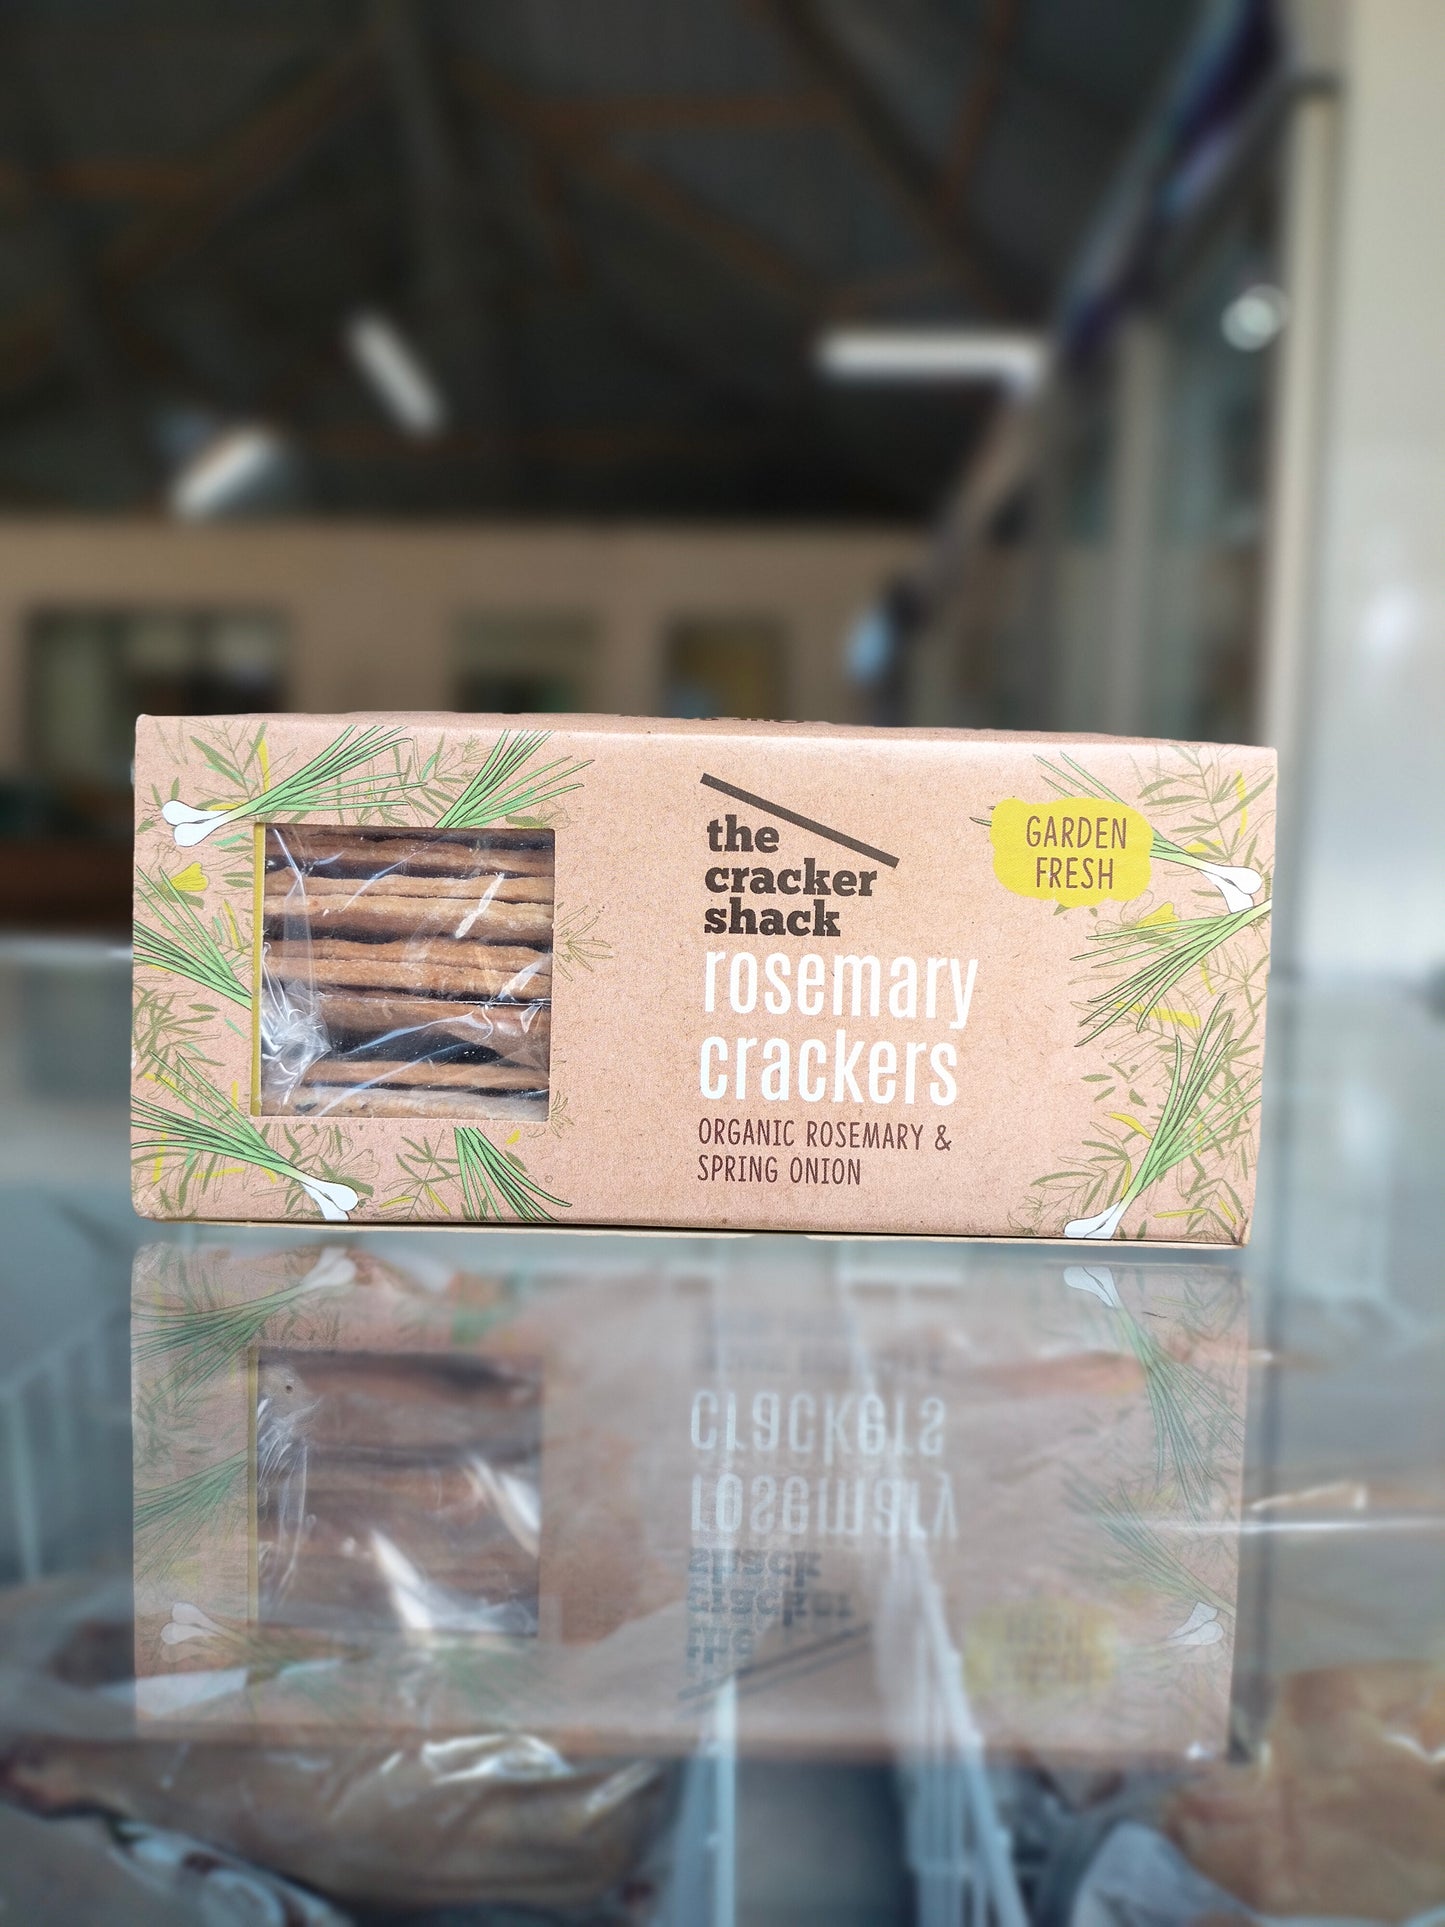 the
cracker
shack
rosemary
crackers
ORGANIC ROSEMARY &
SPRING ONION
GARDEN
FRESH